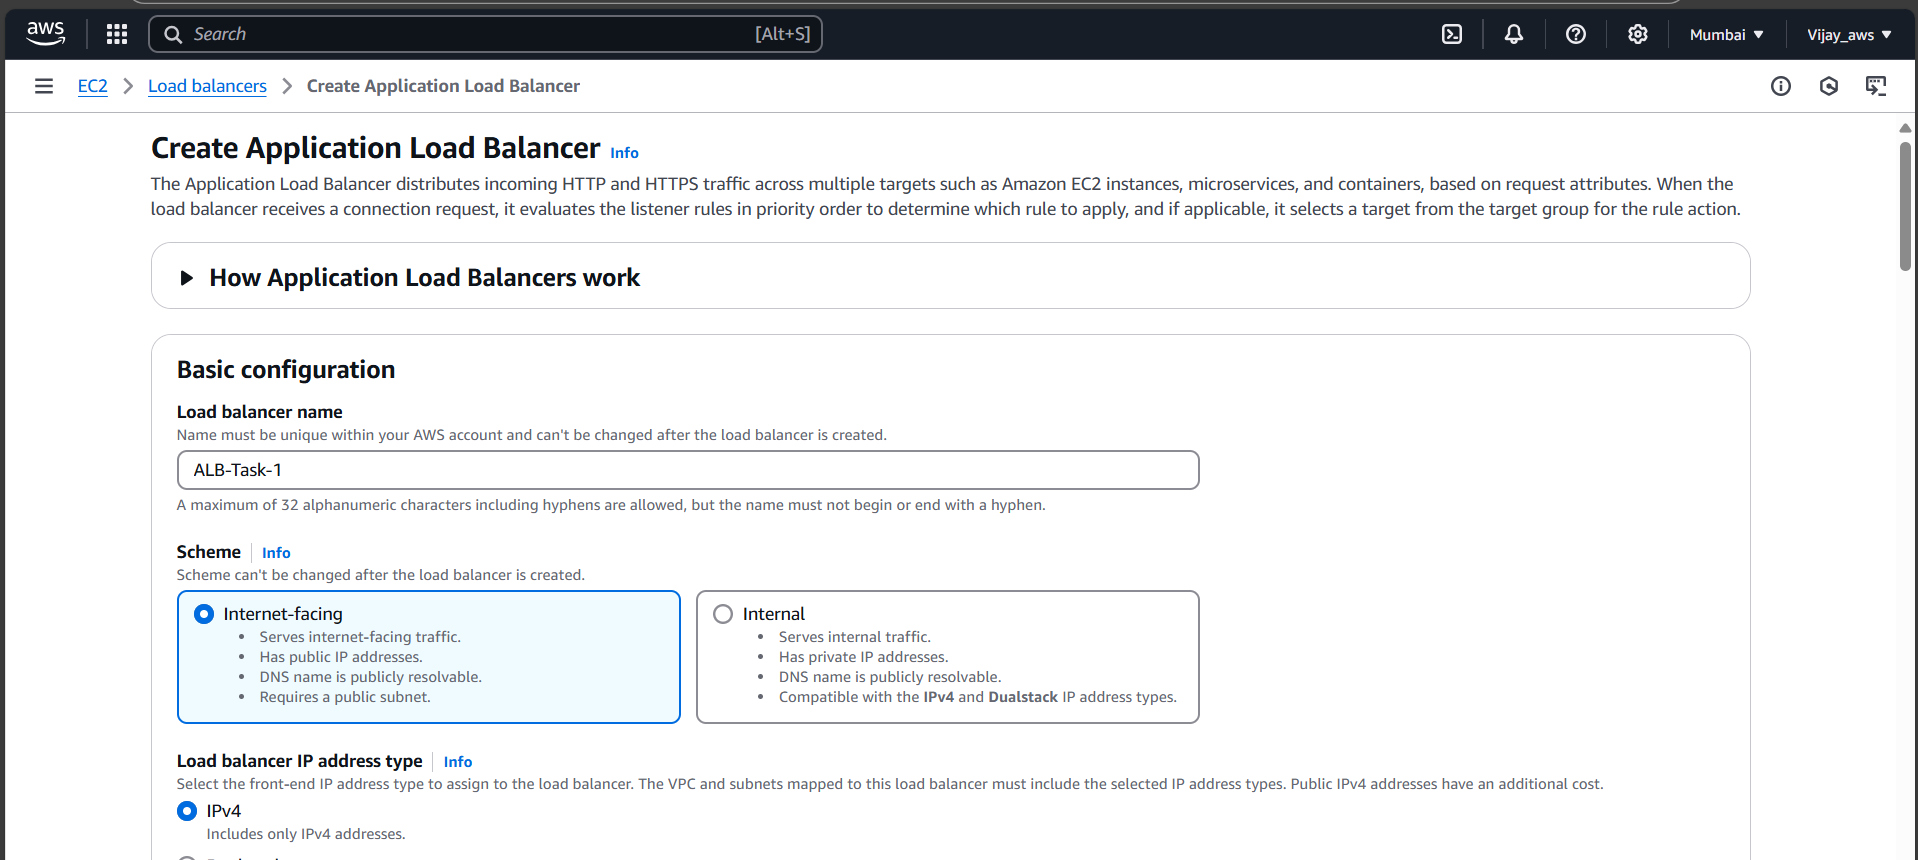 aws
Search [Alt+S]
Mumbai
Vijay_aws
EC2
Load balancers
Create Application Load Balancer
Create Application Load Balancer Info
The Application Load Balancer distributes incoming HTTP and HTTPS traffic across multiple targets such as Amazon EC2 instances, microservices, and containers, based on request attributes. When the
load balancer receives a connection request, it evaluates the listener rules in priority order to determine which rule to apply, and if applicable, it selects a target from the target group for the rule action.
How Application Load Balancers work
Basic configuration
Load balancer name
Name must be unique within your AWS account and can't be changed after the load balancer is created.
ALB-Task-1
A maximum of 32 alphanumeric characters including hyphens are allowed, but the name must not begin or end with a hyphen.
Scheme Info
Scheme can't be changed after the load balancer is created.
Internet-facing
• Serves internet-facing traffic.
• Has public IP addresses.
• DNS name is publicly resolvable.
• Requires a public subnet.
Internal
• Serves internal traffic.
• Has private IP addresses.
• DNS name is publicly resolvable.
• Compatible with the IPv4 and Dualstack IP address types.
Load balancer IP address type Info
Select the front-end IP address type to assign to the load balancer. The VPC and subnets mapped to this load balancer must include the selected IP address types. Public IPv4 addresses have an additional cost.
IPv4
Includes only IPv4 addresses.